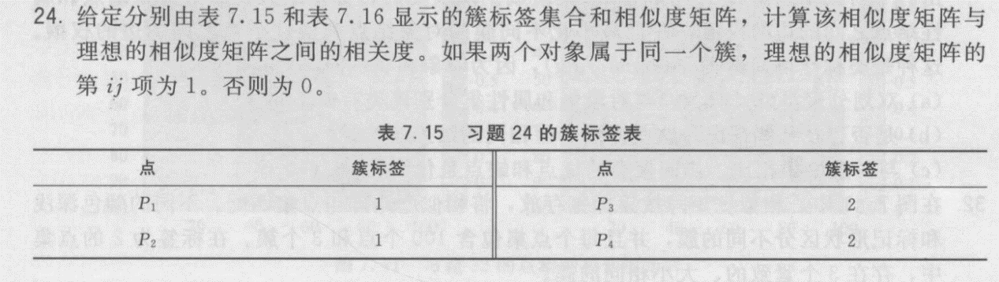 24. 给定分别由表 7.15 和表 7.16 显示的簇标签集合和相似度矩阵，计算该相似度矩阵与
理想的相似度矩阵之间的相关度。如果两个对象属于同一个簇，理想的相似度矩阵的
第 ij 项为 1。否则为 0。
表 7.15 习题 24 的簇标签表
点 簇标签 点 簇标签
P₁ 1 P₃ 2
P₂ 1 P₄ 2